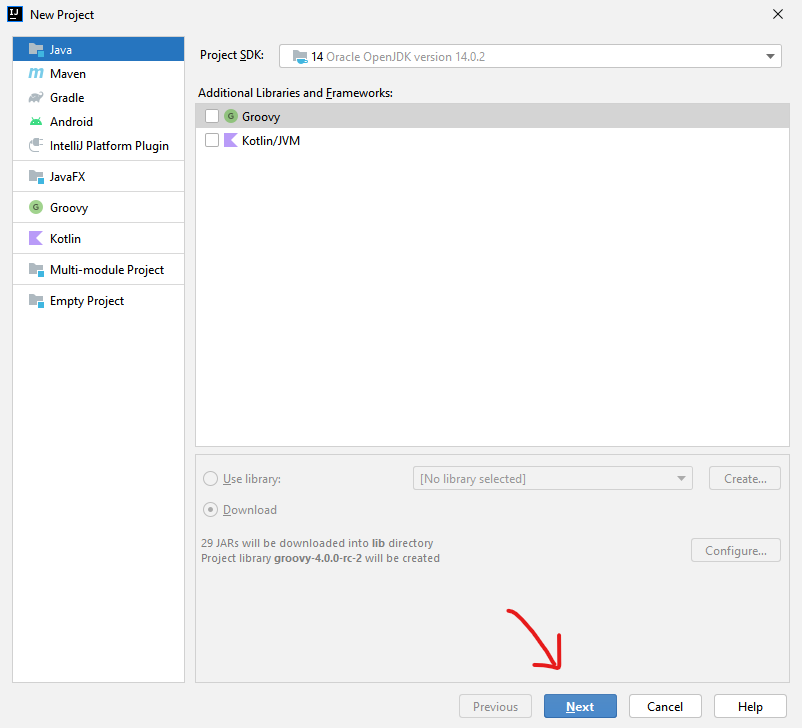 IJ New Project
Java
Maven
Gradle
Android
IntelliJ Platform Plugin
JavaFX
Groovy
Kotlin
Multi-module Project
Empty Project
Project SDK: 14 Oracle OpenJDK version 14.0.2
Additional Libraries and Frameworks:
G Groovy
Kotlin/JVM
Use library: [No library selected] Create...
Download
29 JARs will be downloaded into lib directory
Project library groovy-4.0.0-rc-2 will be created
Configure...
Previous Next Cancel Help